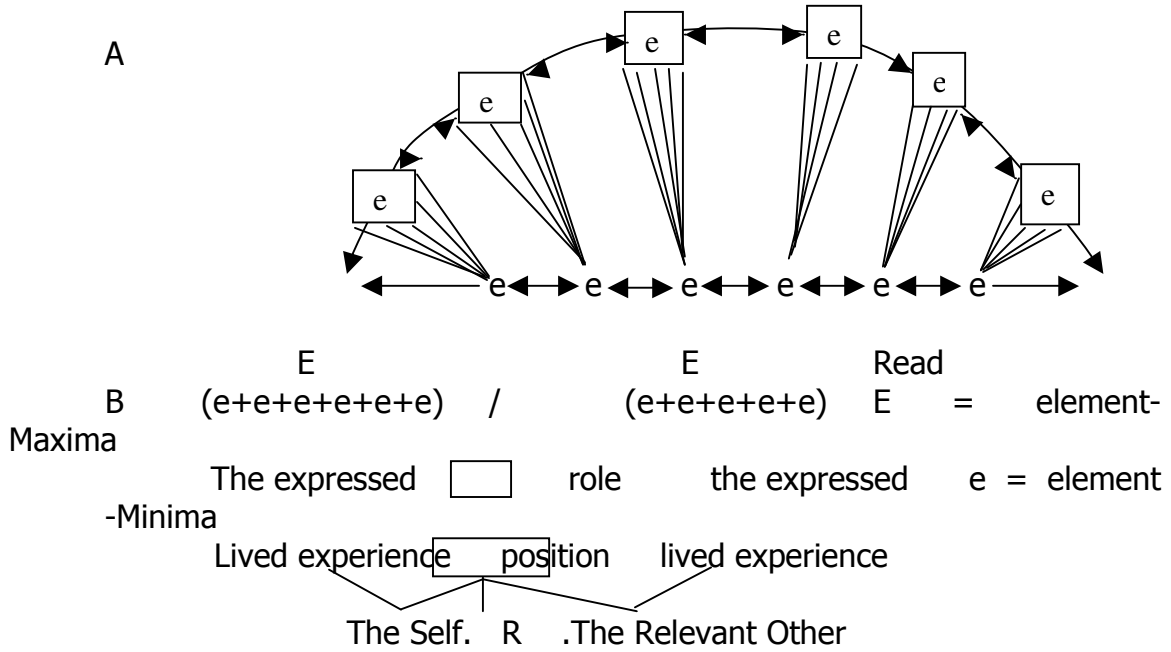 A
e e
e e
e e
e e e e e e
E E Read
B (e+e+e+e+e+e) / (e+e+e+e+e) E = element-
Maxima
The expressed role the expressed e = element
-Minima
Lived experience position lived experience
The Self. R .The Relevant Other